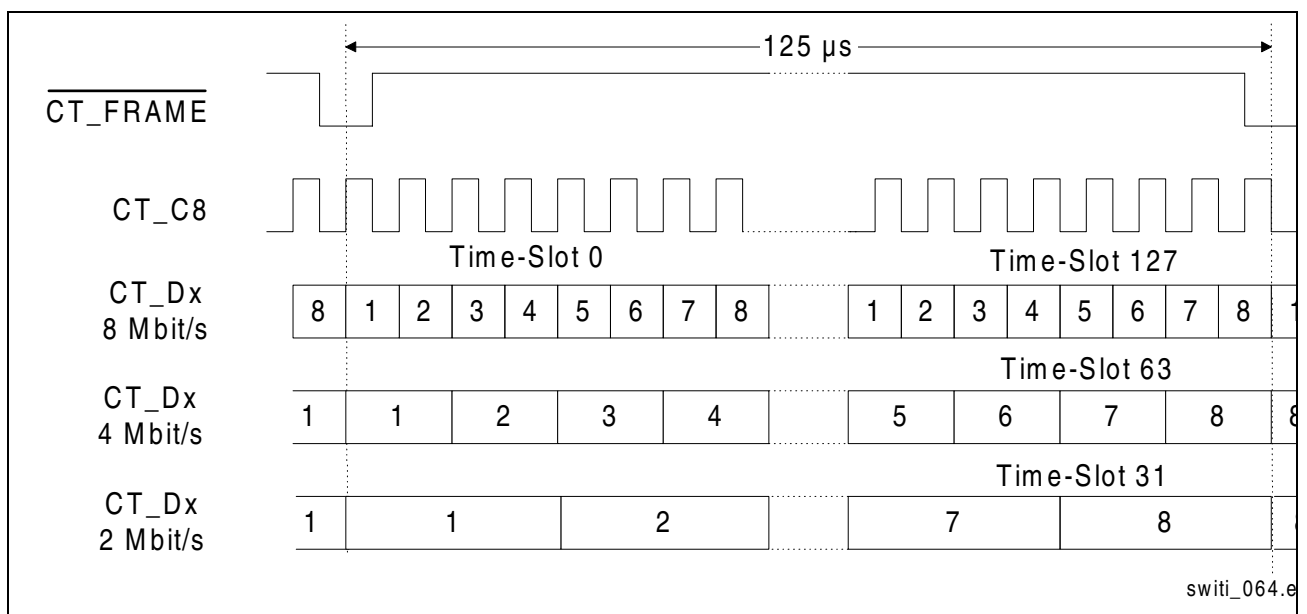 125 µs
CT_FRAME
CT_C8
Time-Slot 0 Time-Slot 127
CT_Dx
8 Mbit/s
8 1 2 3 4 5 6 7 8 1 2 3 4 5 6 7 8 1
Time-Slot 63
CT_Dx
4 Mbit/s
1 1 2 3 4 5 6 7 8 8
Time-Slot 31
CT_Dx
2 Mbit/s
1 1 2 7 8
switi_064.e